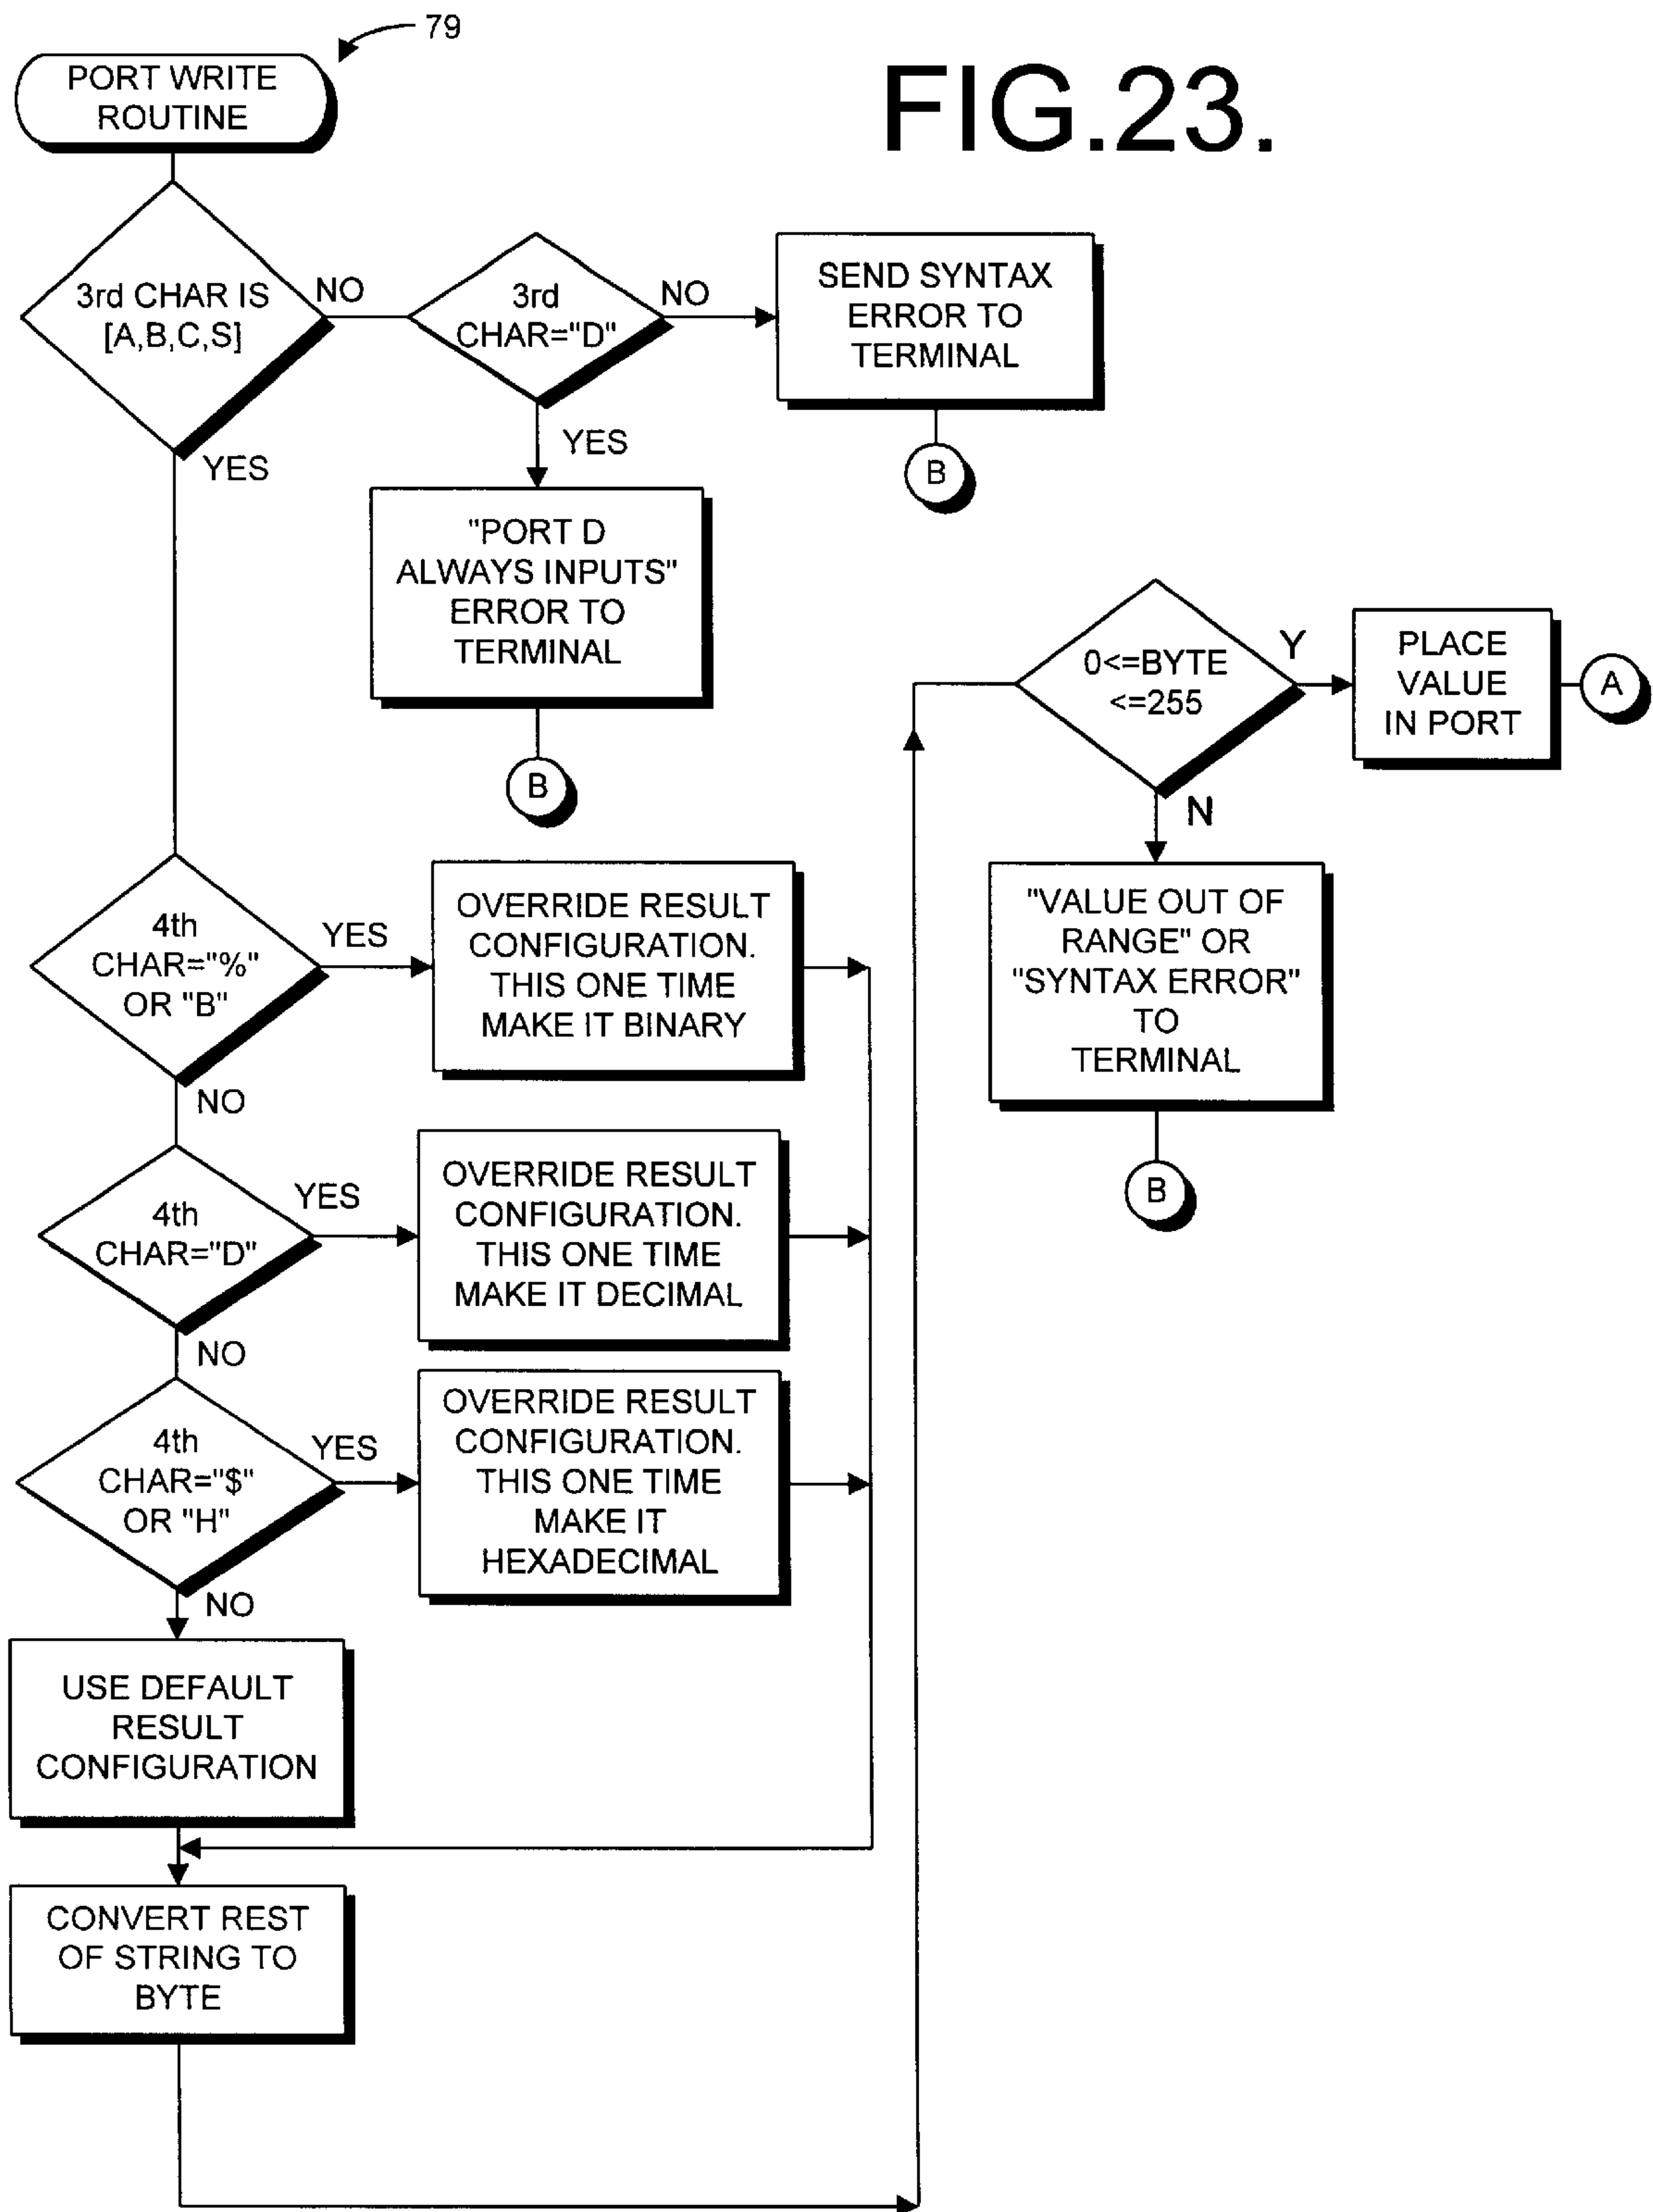 79
PORT WRITE
ROUTINE
FIG.23.
3rd CHAR IS
[A,B,C,S]
NO
3rd
CHAR="D"
NO
SEND SYNTAX
ERROR TO
TERMINAL
B
YES
YES
"PORT D
ALWAYS INPUTS"
ERROR TO
TERMINAL
B
0<=BYTE
<=255
Y
PLACE
VALUE
IN PORT
A
N
"VALUE OUT OF
RANGE" OR
"SYNTAX ERROR"
TO
TERMINAL
B
4th
CHAR="%"
OR "B"
YES
OVERRIDE RESULT
CONFIGURATION.
THIS ONE TIME
MAKE IT BINARY
NO
4th
CHAR="D"
YES
OVERRIDE RESULT
CONFIGURATION.
THIS ONE TIME
MAKE IT DECIMAL
NO
4th
CHAR="$"
OR "H"
YES
OVERRIDE RESULT
CONFIGURATION.
THIS ONE TIME
MAKE IT
HEXADECIMAL
NO
USE DEFAULT
RESULT
CONFIGURATION
CONVERT REST
OF STRING TO
BYTE